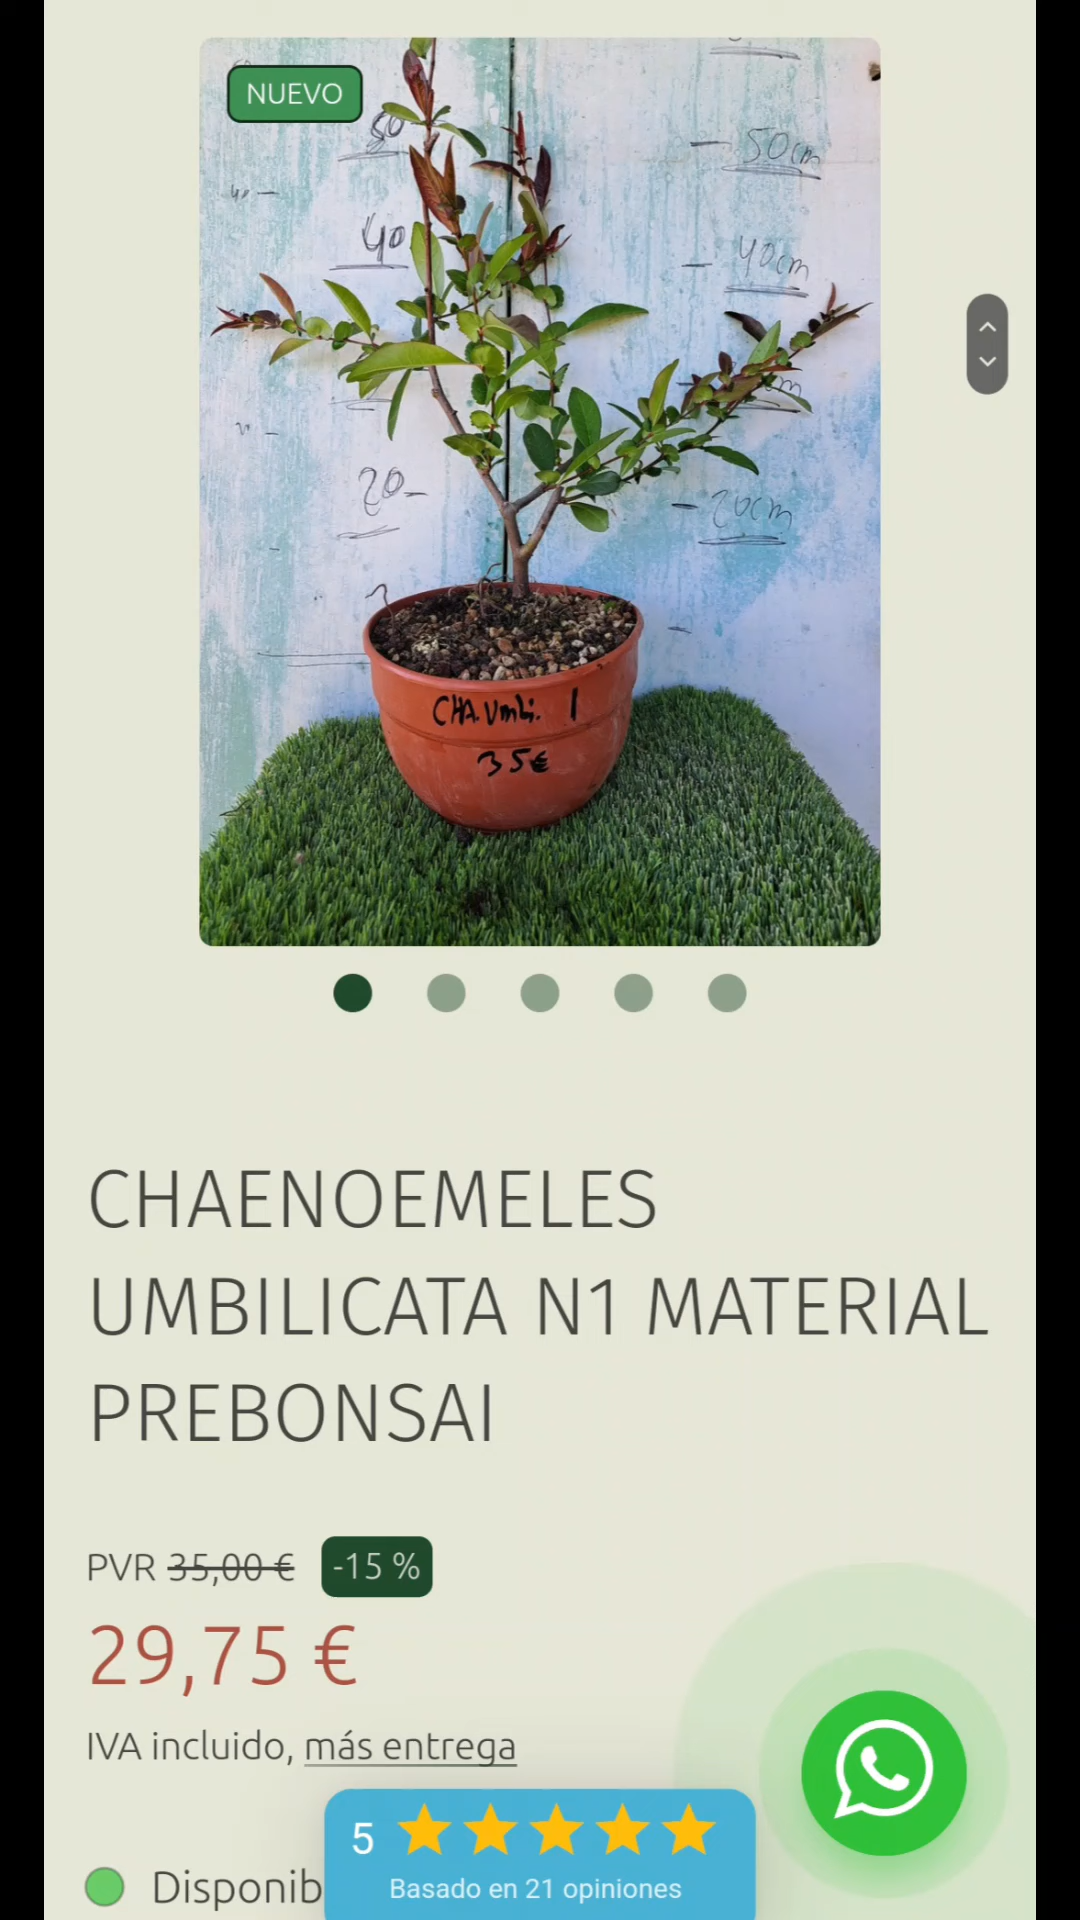 NUEVO
50
50cm
40
40cm
20
20cm
CHA.Umbi. 1
35€
CHAENOEMELES
UMBILICATA N1 MATERIAL
PREBONSAI
PVR 35,00 € -15 %
29,75 €
IVA incluido, más entrega
5
Disponib
Basado en 21 opiniones